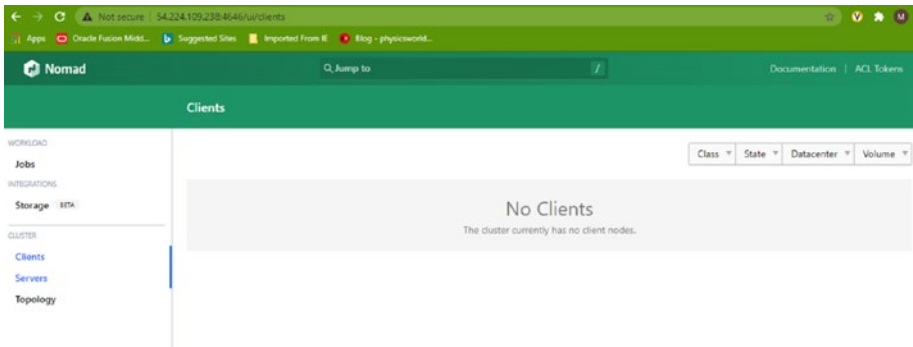 Not secure | 54.224.109.238:4646/ui/clients
Apps Oracle Fusion Midd... Suggested Sites Imported From IE Blog - physicsworld...
Nomad Jump to / Documentation | ACL Tokens
Clients
WORKLOAD
Jobs
INTEGRATIONS
Storage BETA
CLUSTER
Clients
Servers
Topology
Class State Datacenter Volume
No Clients
The cluster currently has no client nodes.
V M